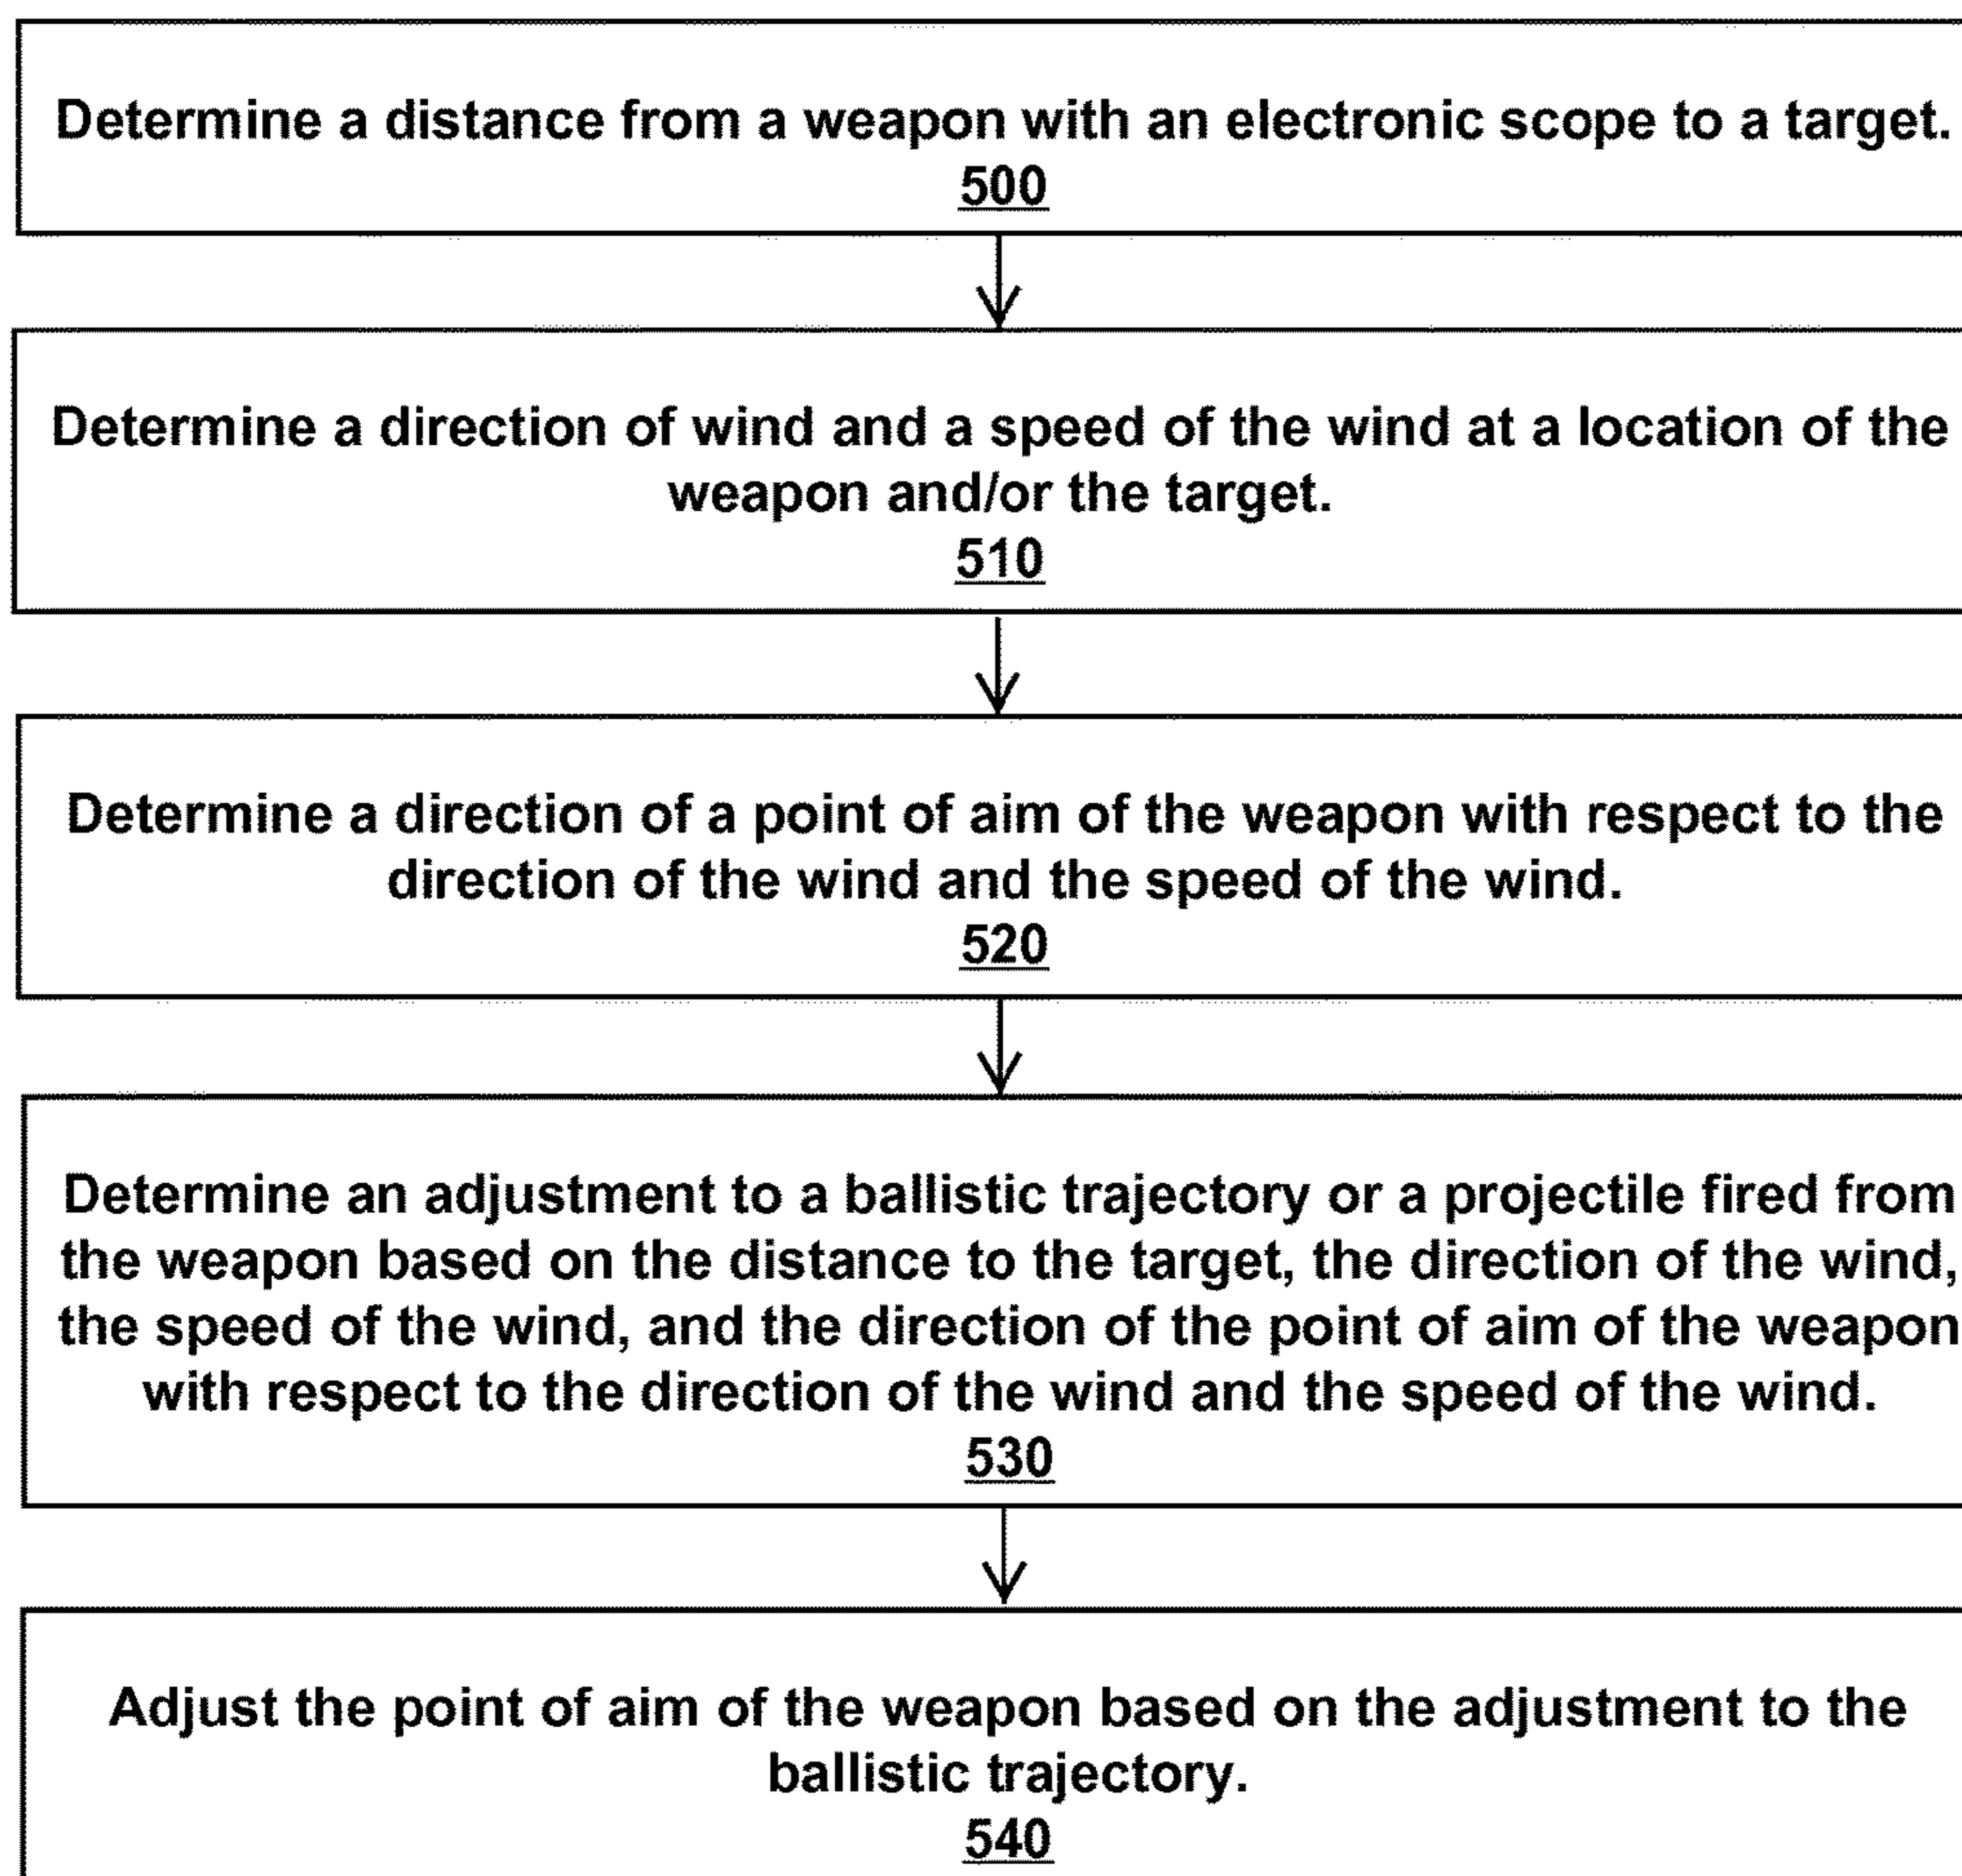 Determine a distance from a weapon with an electronic scope to a target.
500
Determine a direction of wind and a speed of the wind at a location of the
weapon and/or the target.
510
Determine a direction of a point of aim of the weapon with respect to the
direction of the wind and the speed of the wind.
520
Determine an adjustment to a ballistic trajectory or a projectile fired from
the weapon based on the distance to the target, the direction of the wind,
the speed of the wind, and the direction of the point of aim of the weapon
with respect to the direction of the wind and the speed of the wind.
530
Adjust the point of aim of the weapon based on the adjustment to the
ballistic trajectory.
540